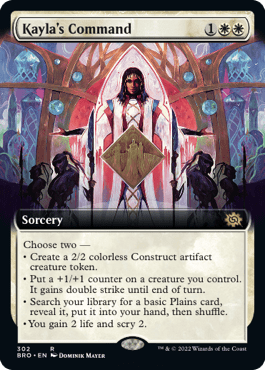 Kayla's Command 1
Sorcery
Choose two —
• Create a 2/2 colorless Construct artifact
creature token.
• Put a +1/+1 counter on a creature you control.
It gains double strike until end of turn.
• Search your library for a basic Plains card,
reveal it, put it into your hand, then shuffle.
•You gain 2 life and scry 2.
302 R
BRO • EN Dominik Mayer ™ & © 2022 Wizards of the Coast